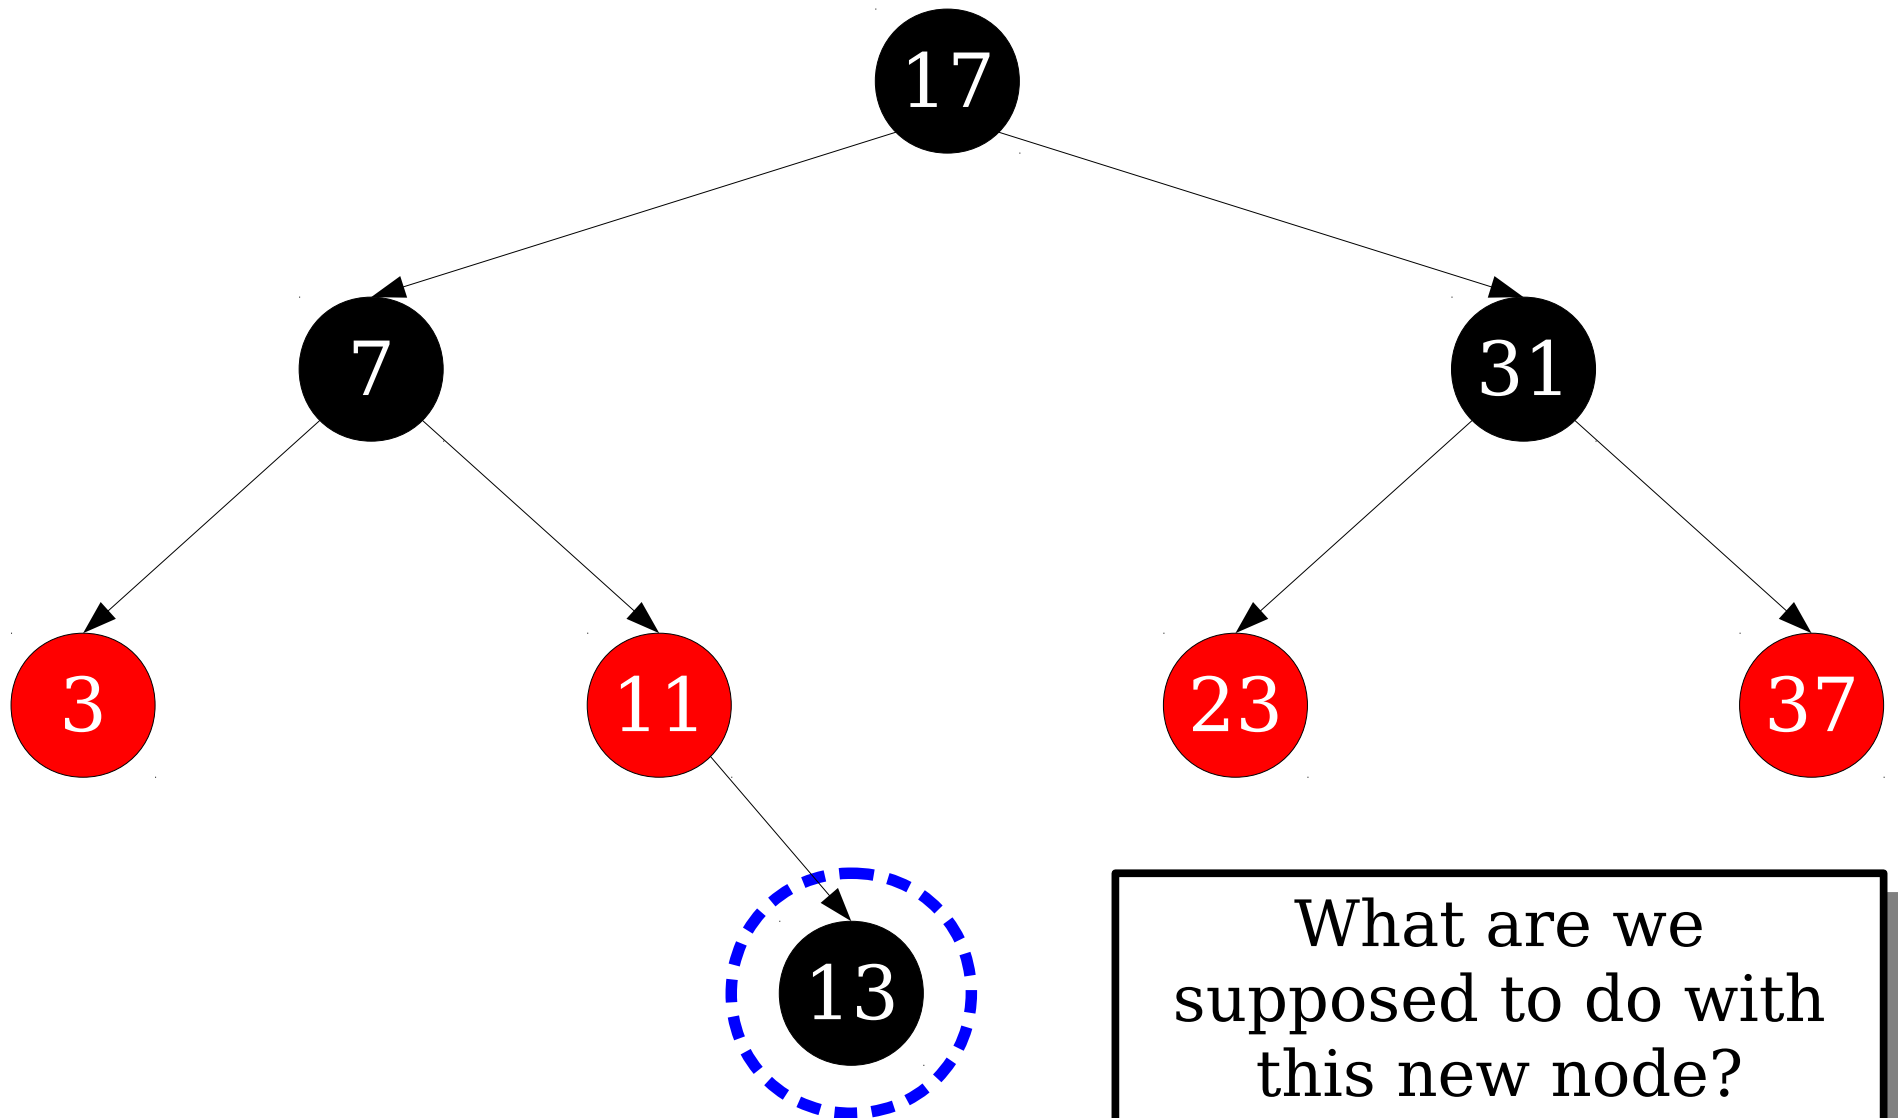 17
7
31
3
11
23
37
13
What are we
supposed to do with
this new node?